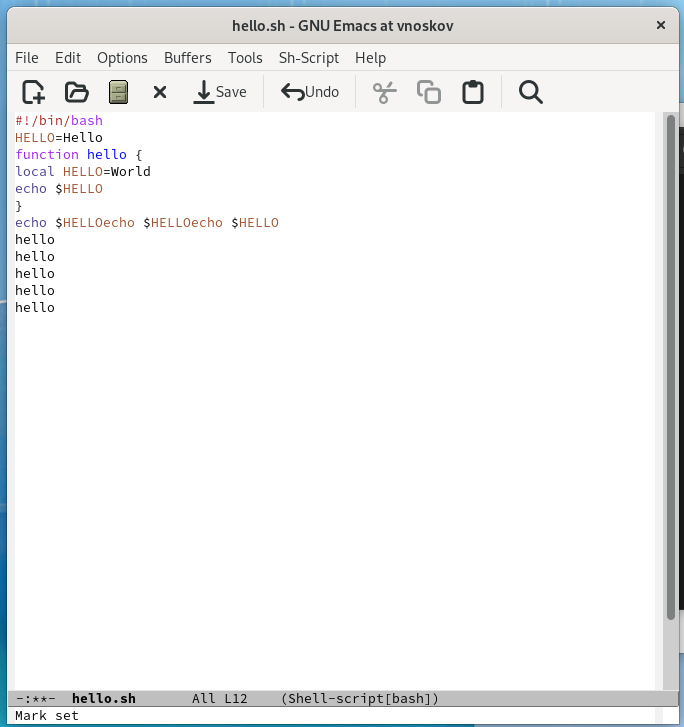 hello.sh - GNU Emacs at vnoskov
File Edit Options Buffers Tools Sh-Script Help
Save Undo
#!/bin/bash
HELLO=Hello
function hello {
local HELLO=World
echo $HELLO
}
echo $HELLOecho $HELLOecho $HELLO
hello
hello
hello
hello
hello
-:**- hello.sh All L12 (Shell-script[bash])
Mark set